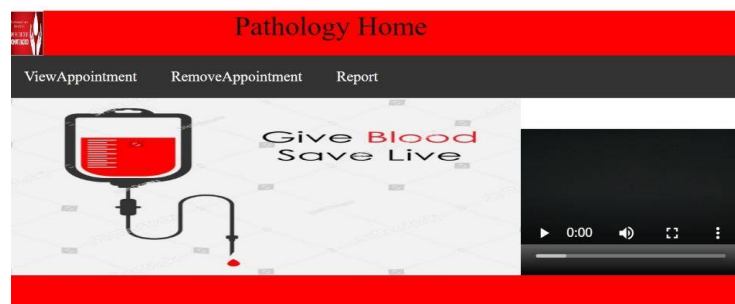 Pathology Home
ViewAppointment RemoveAppointment Report
Give Blood
Save Live
0:00